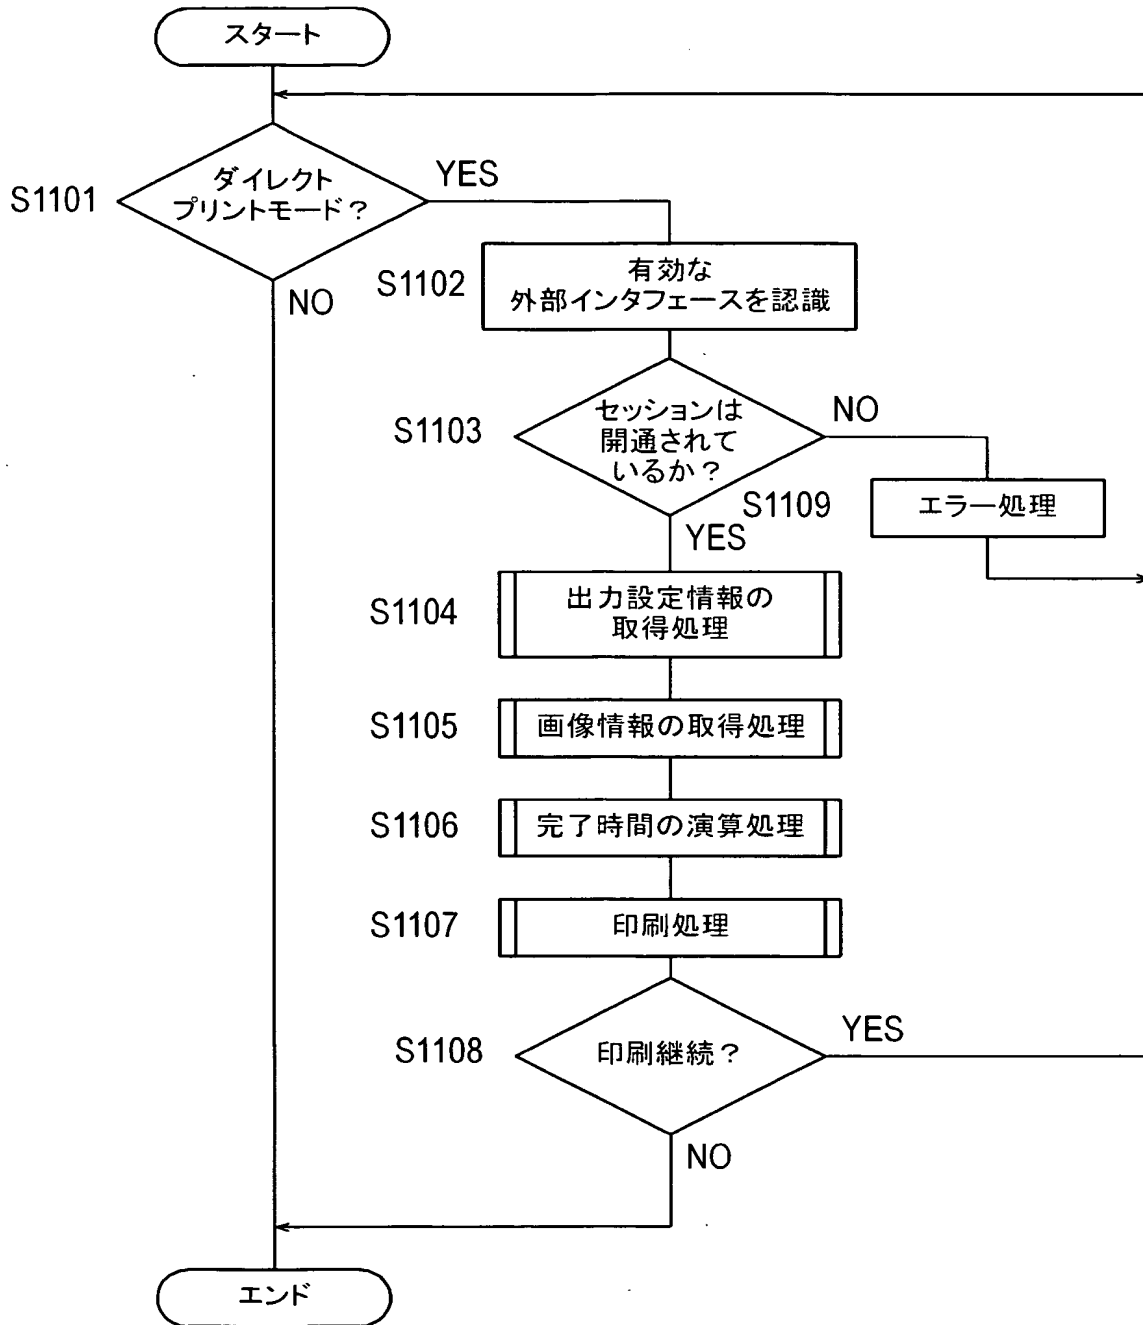 スタート
S1101
ダイレクト
プリントモード？
YES
NO
S1102
有効な
外部インタフェースを認識
S1103
セッションは
開通されて
いるか？
NO
YES
S1109
エラー処理
S1104
出力設定情報の
取得処理
S1105
画像情報の取得処理
S1106
完了時間の演算処理
S1107
印刷処理
S1108
印刷継続？
YES
NO
エンド